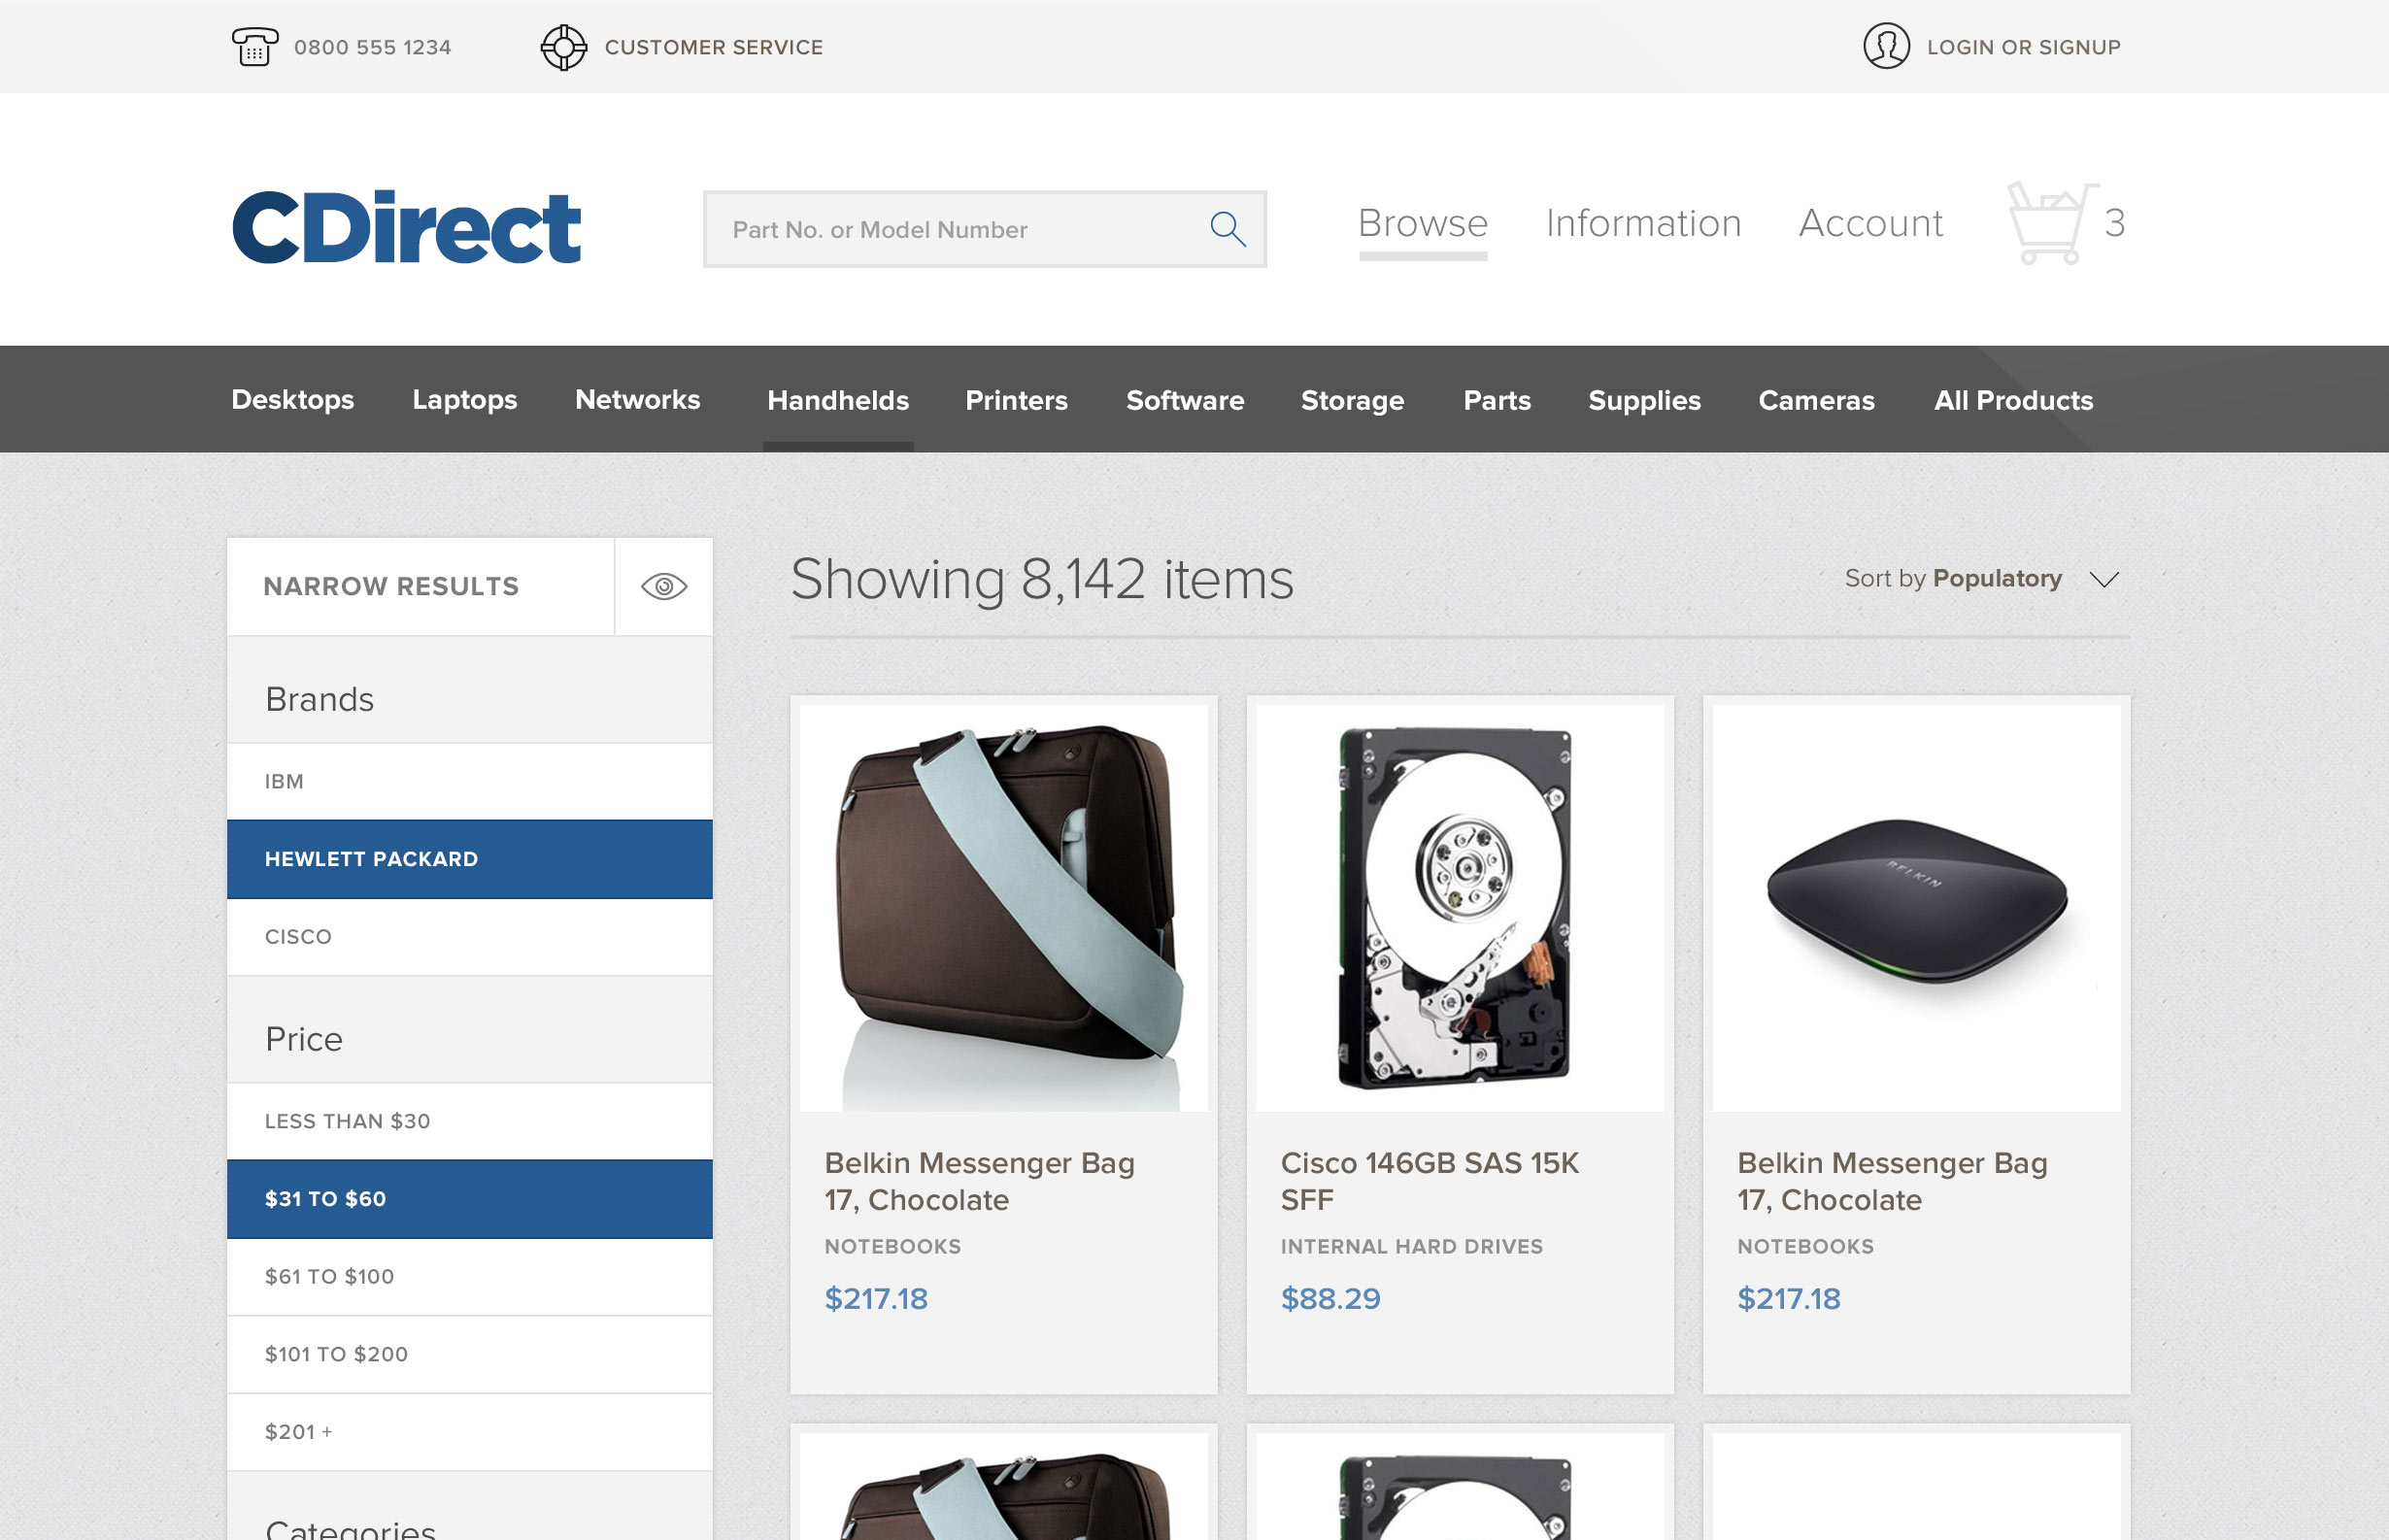 0800 555 1234
CUSTOMER SERVICE
LOGIN OR SIGNUP
CDirect
Part No. or Model Number
Browse
Information
Account
3
Desktops
Laptops
Networks
Handhelds
Printers
Software
Storage
Parts
Supplies
Cameras
All Products
NARROW RESULTS
Brands
IBM
HEWLETT PACKARD
CISCO
Price
LESS THAN $30
$31 TO $60
$61 TO $100
$101 TO $200
$201 +
Categories
Showing 8,142 items
Sort by Populatory
BELKIN
Belkin Messenger Bag
17, Chocolate
NOTEBOOKS
$217.18
Cisco 146GB SAS 15K
SFF
INTERNAL HARD DRIVES
$88.29
Belkin Messenger Bag
17, Chocolate
NOTEBOOKS
$217.18